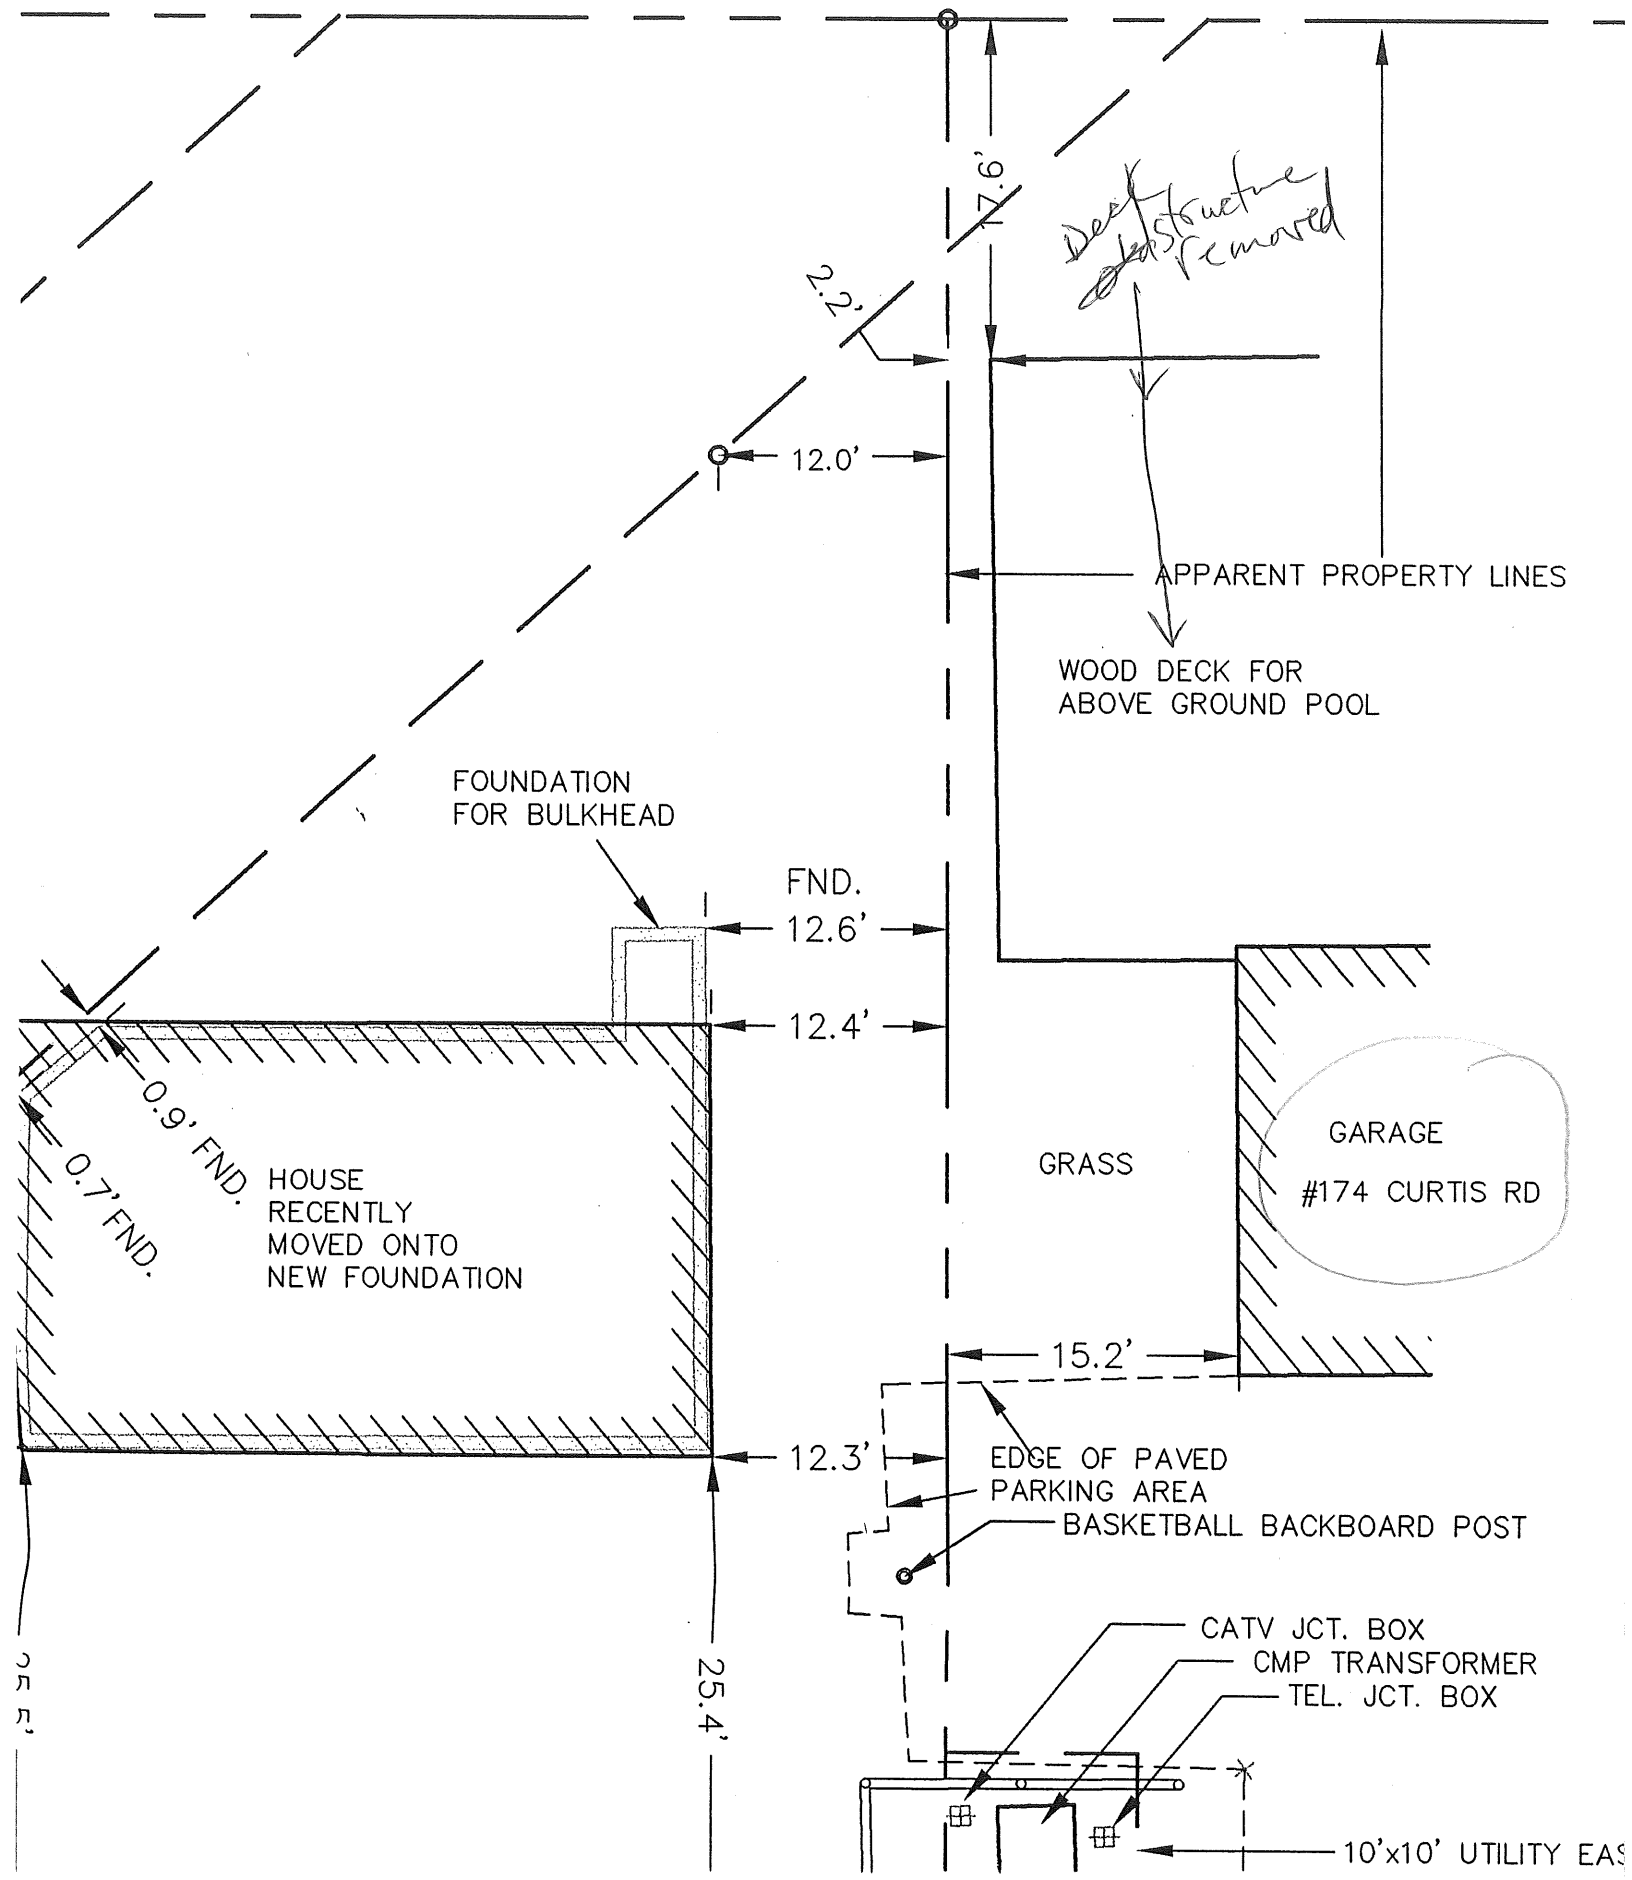 17.6'
Deck
structure
removed
2.2'
12.0'
APPARENT PROPERTY LINES
WOOD DECK FOR
ABOVE GROUND POOL
FOUNDATION
FOR BULKHEAD
FND.
12.6'
12.4'
0.9' FND.
0.7' FND.
HOUSE
RECENTLY
MOVED ONTO
NEW FOUNDATION
GRASS
GARAGE
#174 CURTIS RD
15.2'
12.3'
EDGE OF PAVED
PARKING AREA
BASKETBALL BACKBOARD POST
CATV JCT. BOX
CMP TRANSFORMER
TEL. JCT. BOX
25.5'
25.4'
10'x10' UTILITY EAS